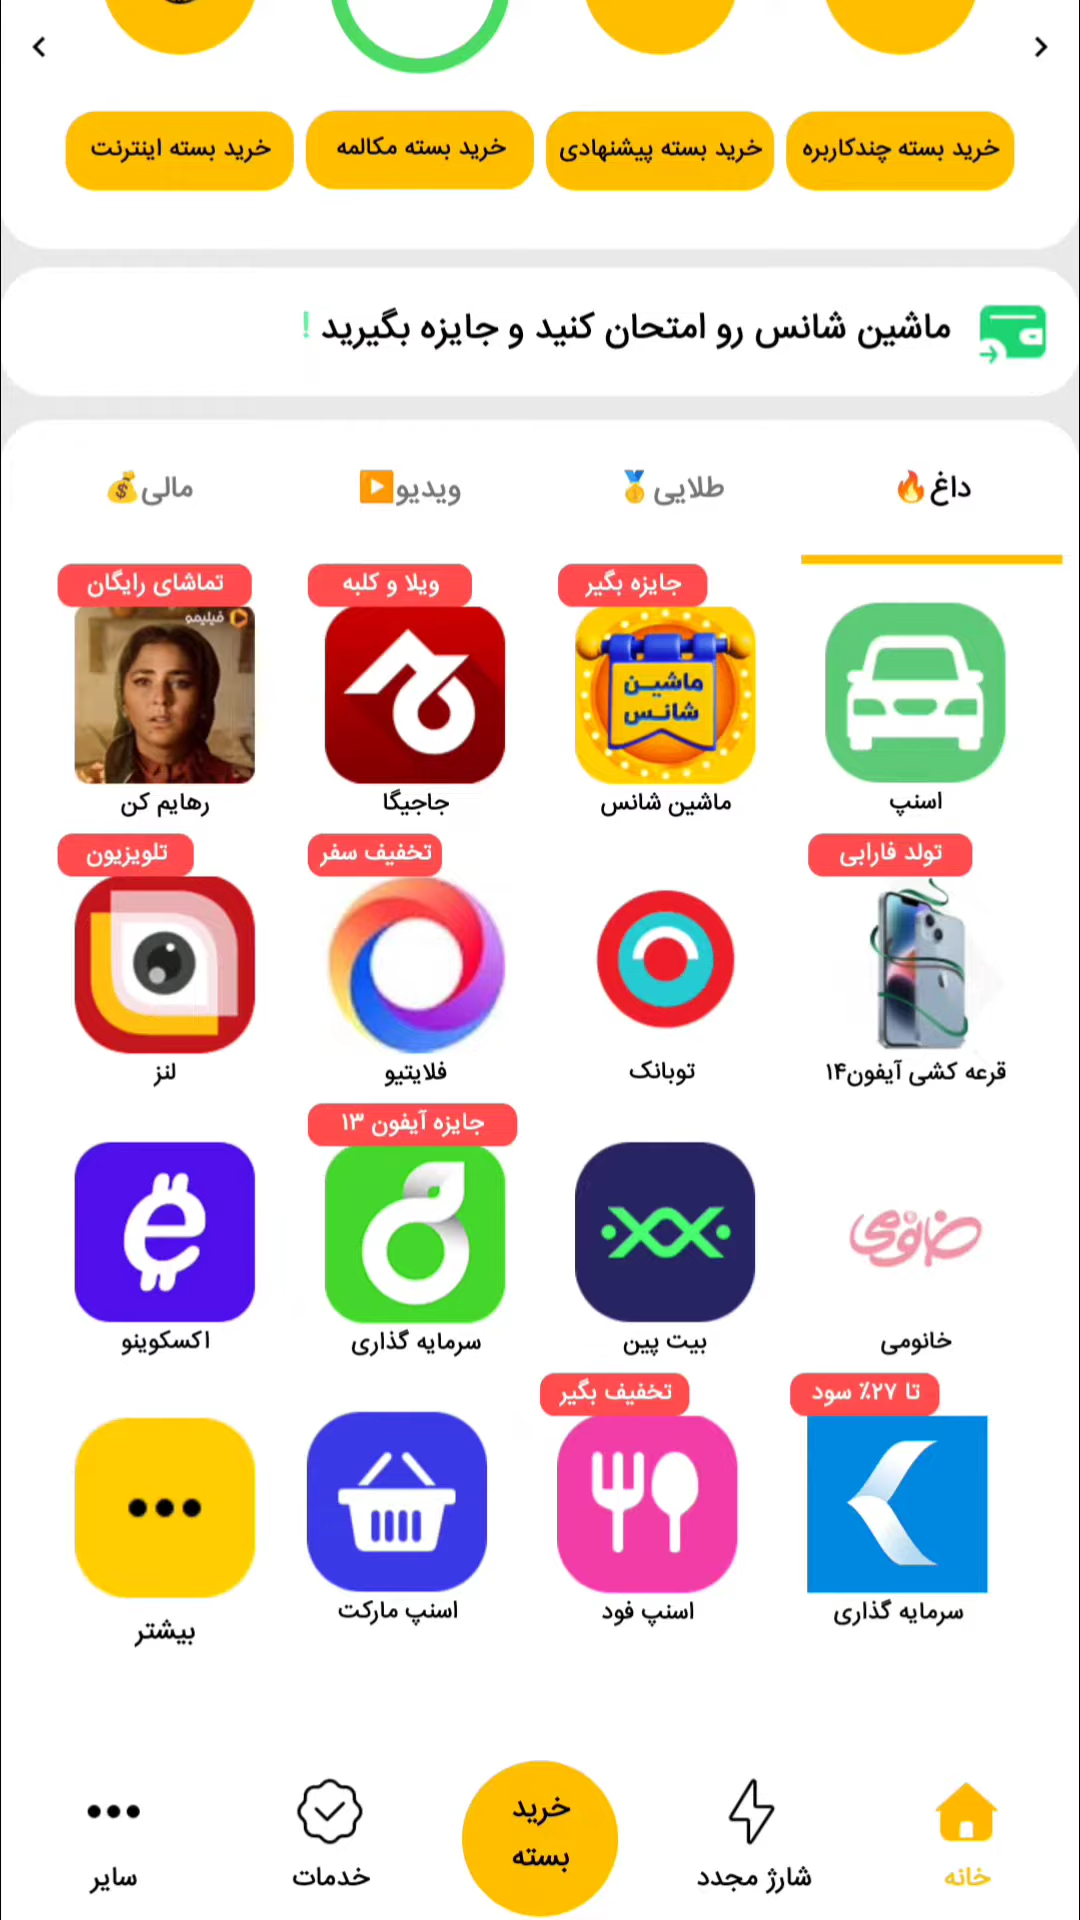 خرید بسته چندکاربره
خرید بسته پیشنهادی
خرید بسته مکالمه
خرید بسته اینترنت
ماشین شانس رو امتحان کنید و جایزه بگیرید !
داغ🔥
طلایی🥇
ویدیو▶️
مالی💰
جایزه بگیر
ویلا و کلبه
تماشای رایگان
ماشین
شانس
فیلیمو
اسنپ
ماشین شانس
جاجیگا
رهایم کن
تولد فارابی
تخفیف سفر
تلویزیون
قرعه کشی آیفون۱۴
توبانک
فلایتیو
لنز
جایزه آیفون ۱۳
خانومی
خانومی
بیت پین
سرمایه گذاری
اکسکوینو
تا ۲۷٪ سود
تخفیف بگیر
سرمایه گذاری
اسنپ فود
اسنپ مارکت
بیشتر
خانه
شارژ مجدد
خرید
بسته
خدمات
سایر